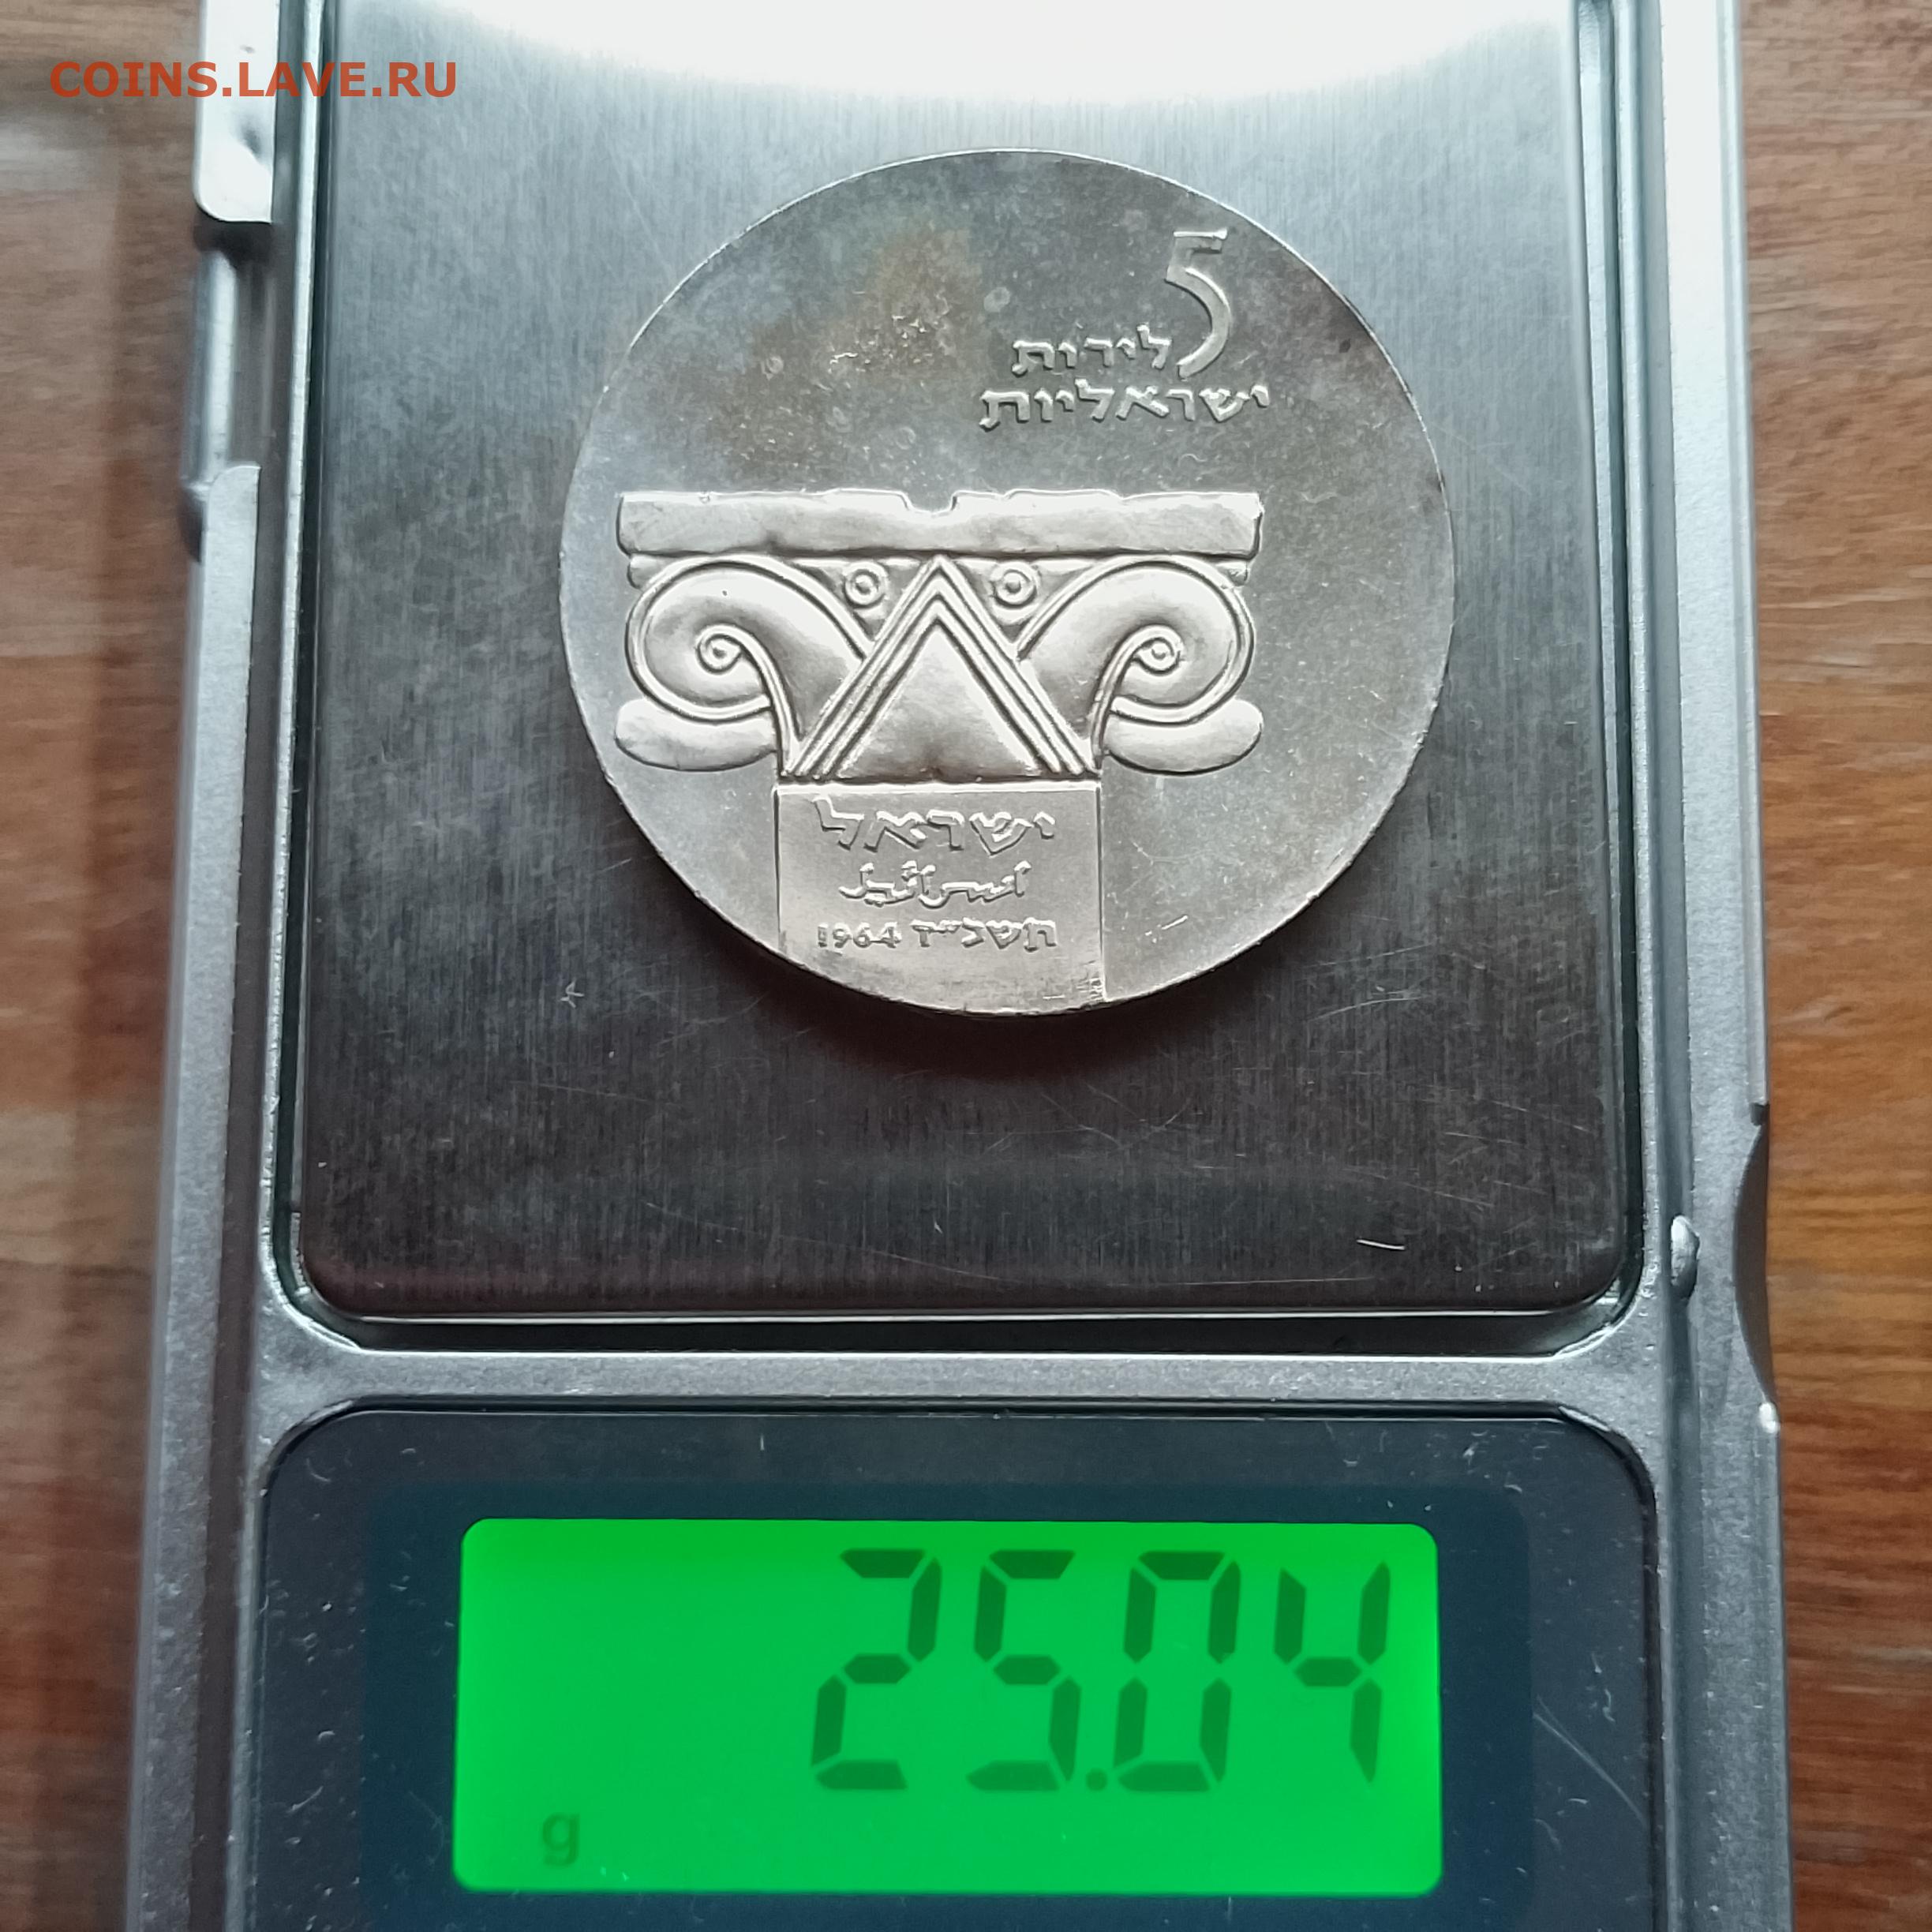 COINS.LAVE.RU
5
לירות
ישראליות
ישראל
اسرائيل
תשכ״ד 1964
25.04
g